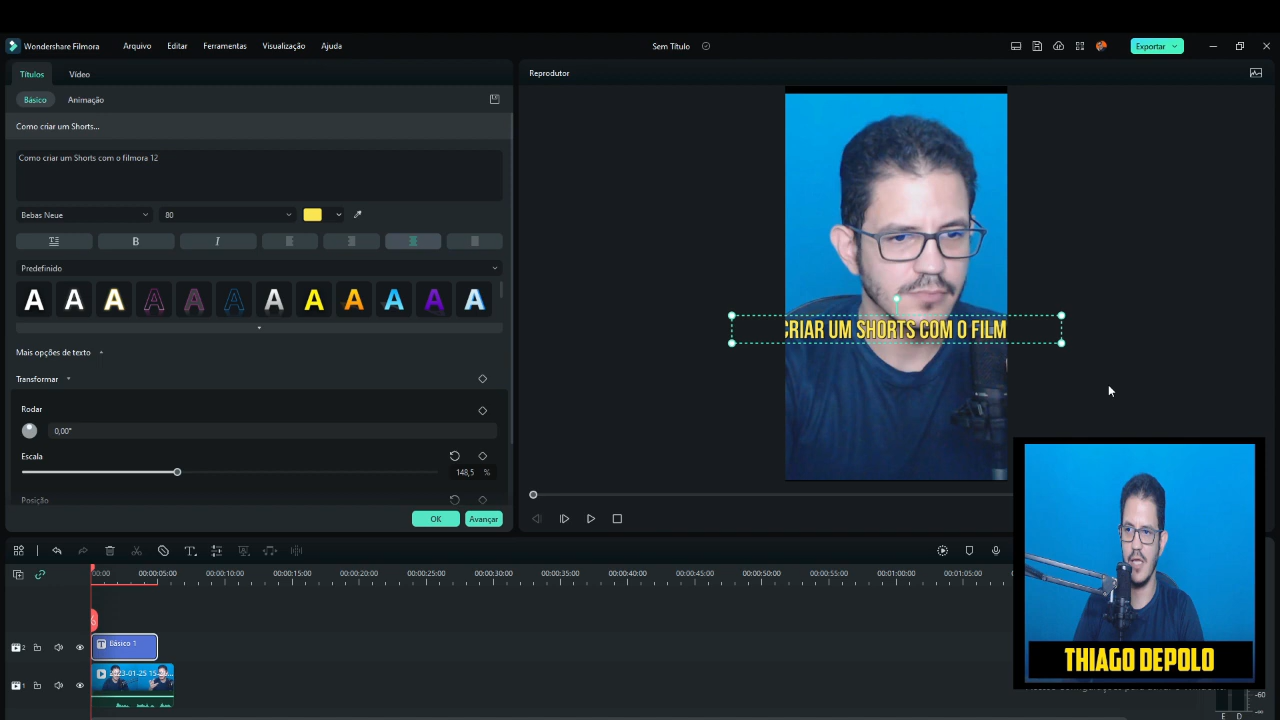 Wondershare Filmora Arquivo Editar Ferramentas Visualização Ajuda Sem Título Exportar
Títulos Vídeo
Reprodutor
Básico Animação
Como criar um Shorts...
Como criar um Shorts com o filmora 12
Bebas Neue 80
B I
Predefinido
A A A A A A A A A A A A
CRIAR UM SHORTS COM O FILM
Mais opções de texto
Transformar
Rodar
0,00°
Escala
148,5 %
Posição
OK Avançar
00:00 00:00:05:00 00:00:10:00 00:00:15:00 00:00:20:00 00:00:25:00 00:00:30:00 00:00:35:00 00:00:40:00 00:00:45:00 00:00:50:00 00:00:55:00 00:01:00:00 00:01:05:00
2 Básico 1
1
THIAGO DEPOLO
-60
E D